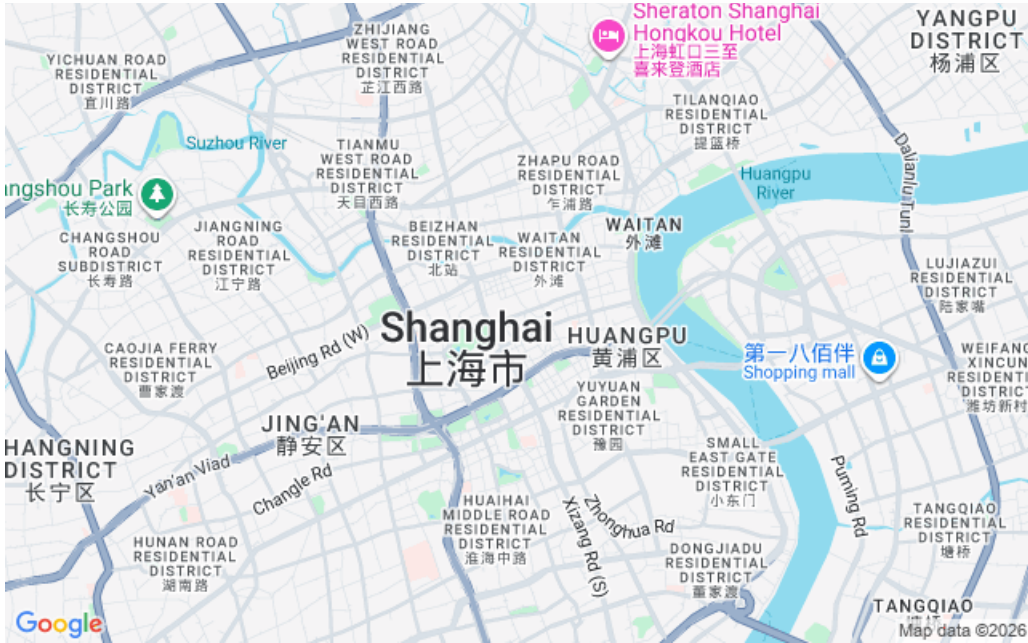 Sheraton Shanghai
Hongkou Hotel
上海虹口三至
喜来登酒店
YANGPU
DISTRICT
杨浦区
ZHIJIANG
WEST ROAD
RESIDENTIAL
DISTRICT
芷江西路
YICHUAN ROAD
RESIDENTIAL
DISTRICT
宜川路
TILANQIAO
RESIDENTIAL
DISTRICT
提篮桥
Suzhou River
TIANMU
WEST ROAD
RESIDENTIAL
DISTRICT
天目西路
ZHAPU ROAD
RESIDENTIAL
DISTRICT
乍浦路
Huangpu
River
Dalianlu Tunl
angshou Park
长寿公园
CHANGSHOU
ROAD
SUBDISTRICT
长寿路
JIANGNING
ROAD
RESIDENTIAL
DISTRICT
江宁路
BEIZHAN
RESIDENTIAL
DISTRICT
北站
WAITAN
RESIDENTIAL
DISTRICT
外滩
WAITAN
外滩
LUJIAZUI
RESIDENTIAL
DISTRICT
陆家嘴
Shanghai
上海市
HUANGPU
黄浦区
Beijing Rd (W)
CAOJIA FERRY
RESIDENTIAL
DISTRICT
曹家渡
第一八佰伴
Shopping mall
WEIFANG
XINCUN
RESIDENTI
DISTRICT
潍坊新村
YUYUAN
GARDEN
RESIDENTIAL
DISTRICT
豫园
JING'AN
静安区
HANGNING
DISTRICT
长宁区
Yan'an Viad
Changle Rd
SMALL
EAST GATE
RESIDENTIAL
DISTRICT
小东门
Puming Rd
HUAIHAI
MIDDLE ROAD
RESIDENTIAL
DISTRICT
淮海中路
Xizang Rd (S)
Zhonghua Rd
TANGQIAO
RESIDENTIAL
DISTRICT
塘桥
HUNAN ROAD
RESIDENTIAL
DISTRICT
湖南路
DONGJIADU
RESIDENTIAL
DISTRICT
董家渡
TANGQIAO
Google
Map data ©2026